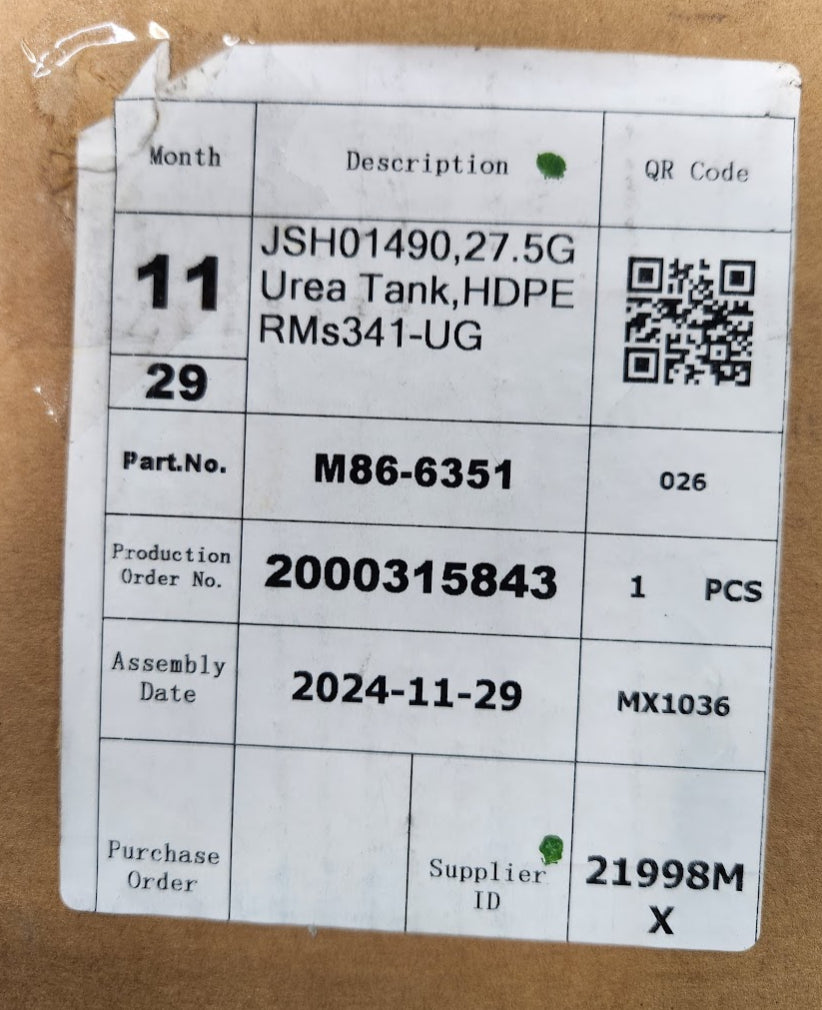 Month
Description
QR Code
11
JSH01490,27.5G
Urea Tank,HDPE
RMs341-UG
29
Part.No.
M86-6351
026
Production
Order No.
2000315843
1 PCS
Assembly
Date
2024-11-29
MX1036
Purchase
Order
Supplier
ID
21998M
X